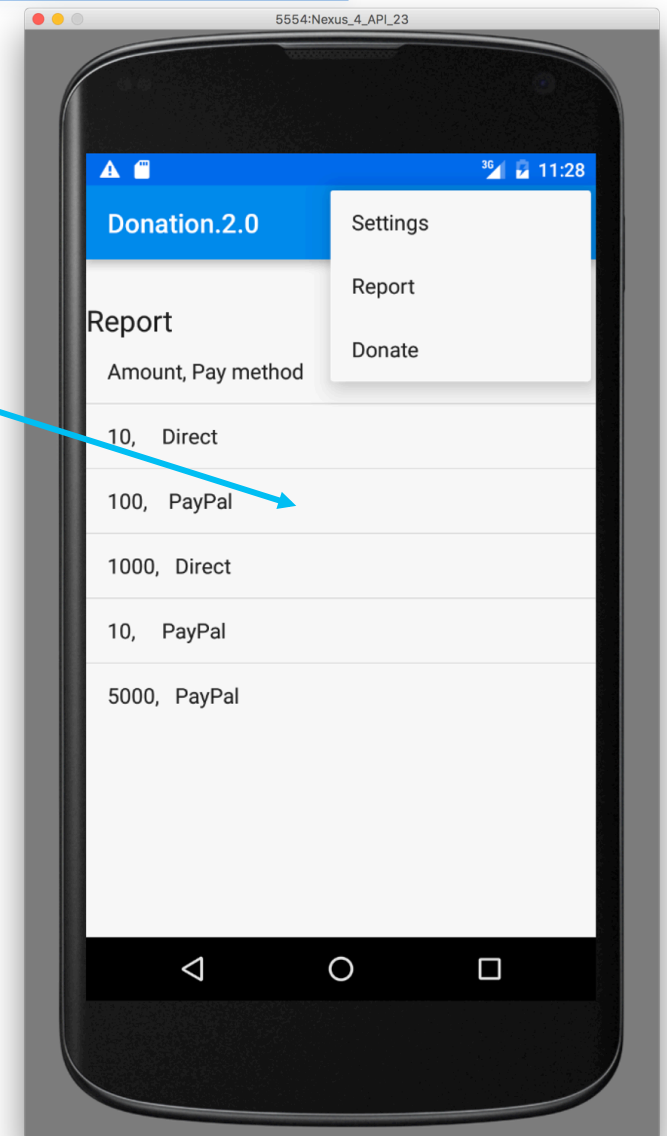 5554:Nexus_4_API_23
3G 11:28
Donation.2.0
Settings
Report
Donate
Report
Amount, Pay method
10, Direct
100, PayPal
1000, Direct
10, PayPal
5000, PayPal